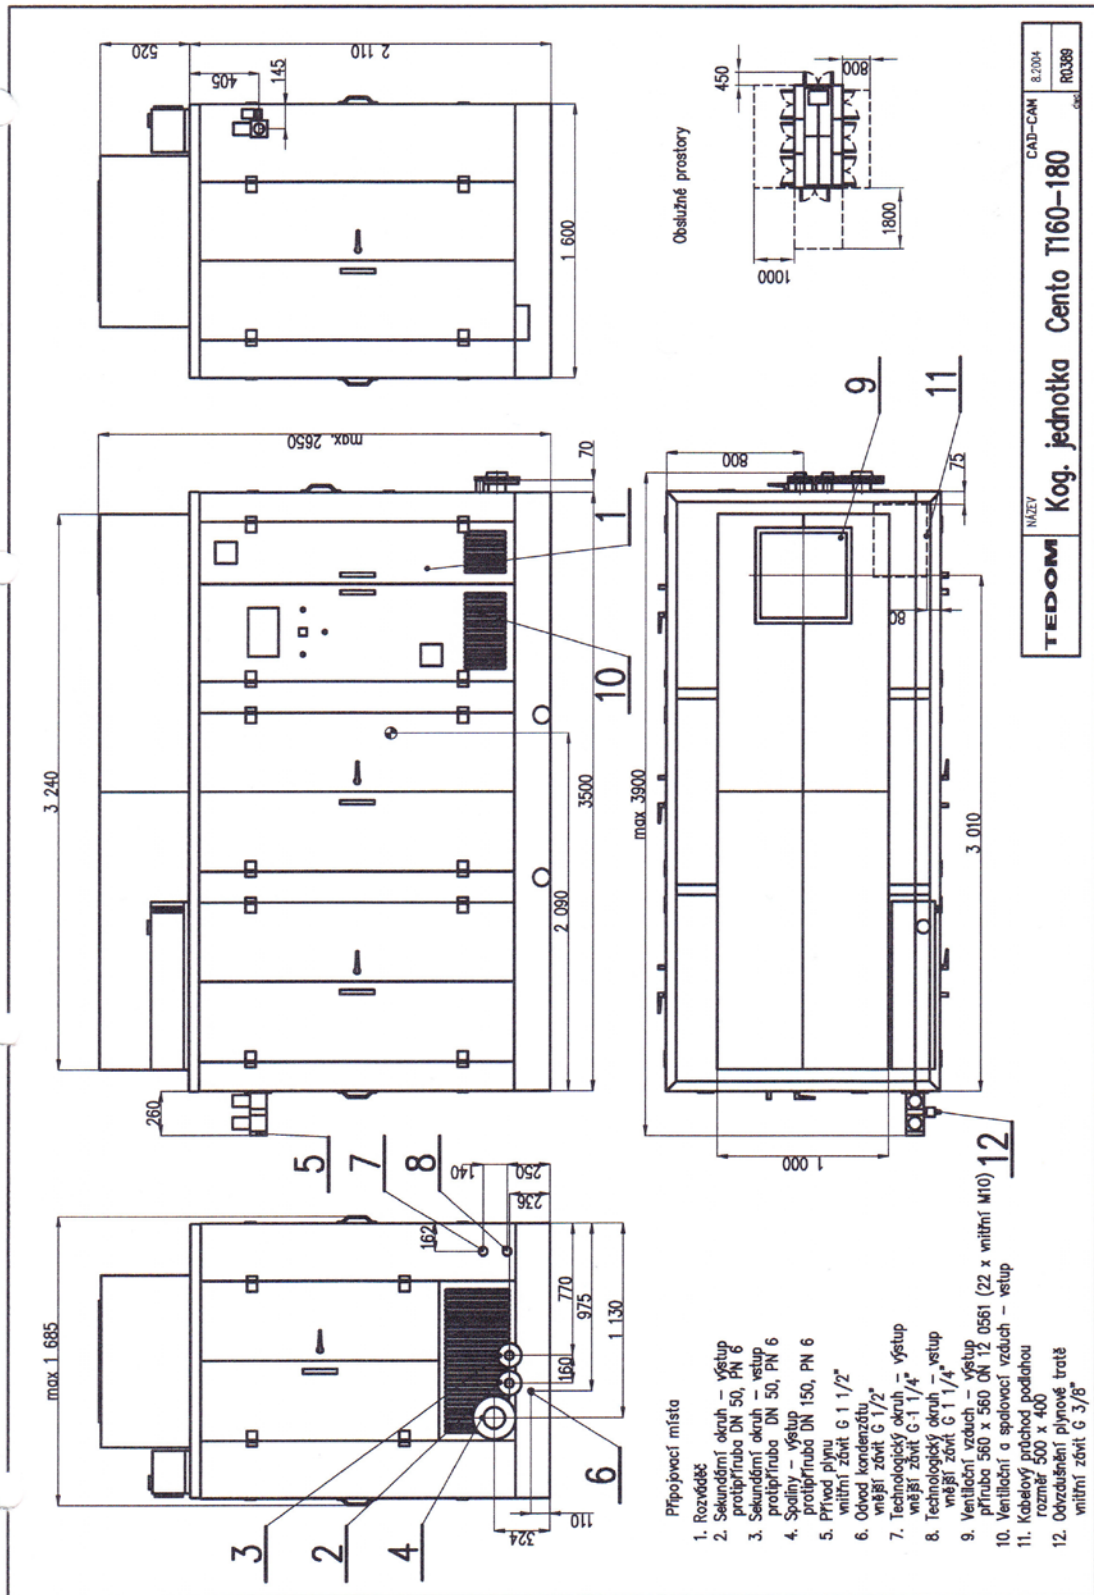 520
2 110
405
145
1 600
Obslužné prostory
450
800
1800
1000
max. 2650
3 240
70
1
10
3500
2 090
260
5
9
11
800
75
max 3900
80
3 010
1 000
12
max 1 685
7
8
140
250
236
162
770
975
1 130
160
3
2
4
6
324
110
Připojovací místa
1. Rozváděč
2. Sekundární okruh – výstup
protipříruba DN 50, PN 6
3. Sekundární okruh – vstup
protipříruba DN 50, PN 6
4. Spaliny – výstup
protipříruba DN 150, PN 6
5. Přívod plynu
vnitřní závit G 1 1/2"
6. Odvod kondenzátu
vnější závit G 1/2"
7. Technologický okruh – výstup
vnější závit G 1 1/4"
8. Technologický okruh – vstup
vnější závit G 1 1/4"
9. Ventilační vzduch – výstup
příruba 560 x 560 ON 12 0561 (22 x vnitřní M10)
10. Ventilační a spalovací vzduch – vstup
11. Kabelový průchod podlahou
rozměr 500 x 400
12. Odvzdušnění plynové tratě
vnitřní závit G 3/8"
TEDOM
NÁZEV
Kog. jednotka Cento T160-180
CAD-CAM
8.2004
R0389